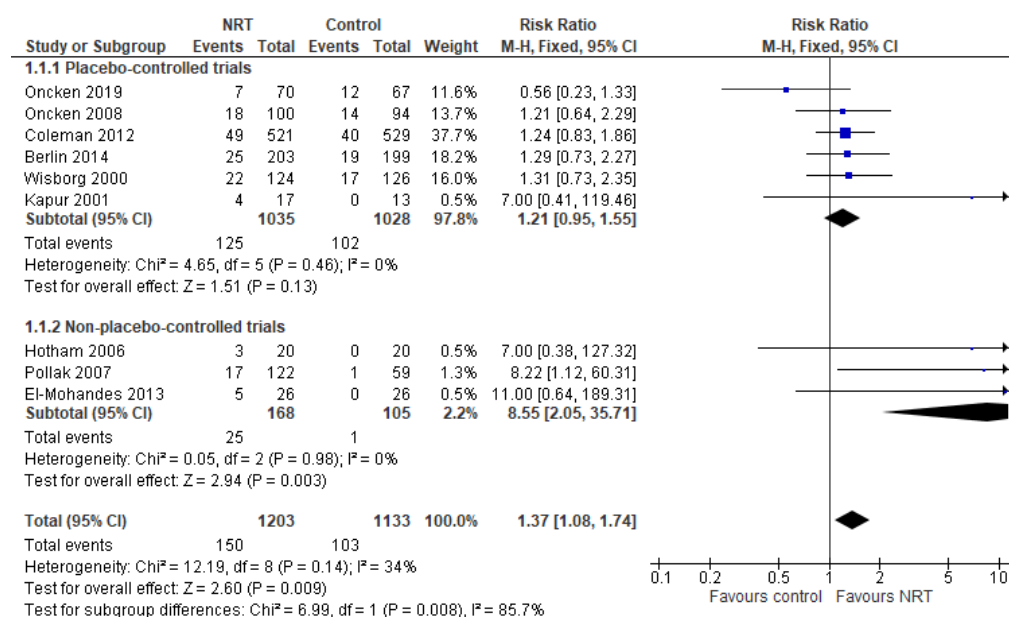 NRT Control Risk Ratio Risk Ratio
Study or Subgroup Events Total Events Total Weight M-H, Fixed, 95% CI M-H, Fixed, 95% CI
1.1.1 Placebo-controlled trials
Oncken 2019 7 70 12 67 11.6% 0.56 [0.23, 1.33]
Oncken 2008 18 100 14 94 13.7% 1.21 [0.64, 2.29]
Coleman 2012 49 521 40 529 37.7% 1.24 [0.83, 1.86]
Berlin 2014 25 203 19 199 18.2% 1.29 [0.73, 2.27]
Wisborg 2000 22 124 17 126 16.0% 1.31 [0.73, 2.35]
Kapur 2001 4 17 0 13 0.5% 7.00 [0.41, 119.46]
Subtotal (95% CI) 1035 1028 97.8% 1.21 [0.95, 1.55]
Total events 125 102
Heterogeneity: Chi² = 4.65, df = 5 (P = 0.46); I² = 0%
Test for overall effect: Z = 1.51 (P = 0.13)
1.1.2 Non-placebo-controlled trials
Hotham 2006 3 20 0 20 0.5% 7.00 [0.38, 127.32]
Pollak 2007 17 122 1 59 1.3% 8.22 [1.12, 60.31]
El-Mohandes 2013 5 26 0 26 0.5% 11.00 [0.64, 189.31]
Subtotal (95% CI) 168 105 2.2% 8.55 [2.05, 35.71]
Total events 25 1
Heterogeneity: Chi² = 0.05, df = 2 (P = 0.98); I² = 0%
Test for overall effect: Z = 2.94 (P = 0.003)
Total (95% CI) 1203 1133 100.0% 1.37 [1.08, 1.74]
Total events 150 103
Heterogeneity: Chi² = 12.19, df = 8 (P = 0.14); I² = 34%
Test for overall effect: Z = 2.60 (P = 0.009)
Test for subgroup differences: Chi² = 6.99, df = 1 (P = 0.008), I² = 85.7%
0.1 0.2 0.5 1 2 5 10
Favours control Favours NRT